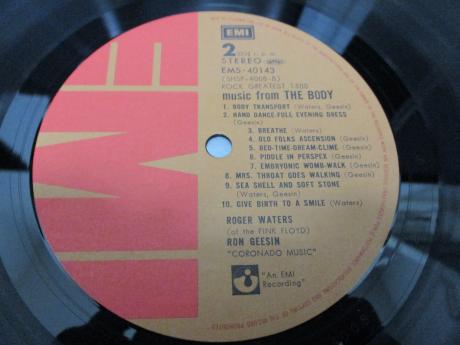 EMI
EMI
2
STEREO
EMS-40143
(SHSP-4008-B)
ROCK GREATEST 1800
music from THE BODY
1. BODY TRANSPORT (Waters, Geesin)
2. HAND DANCE-FULL EVENING DRESS
(Geesin)
3. BREATHE (Waters)
4. OLD FOLKS ASCENSION (Geesin)
5. BED-TIME-DREAM-CLIME (Geesin)
6. PIDDLE IN PERSPEX (Geesin)
7. EMBRYONIC WOMB-WALK (Geesin)
8. MRS. THROAT GOES WALKING (Geesin)
9. SEA SHELL AND SOFT STONE
(Waters, Geesin)
10. GIVE BIRTH TO A SMILE (Waters)
ROGER WATERS
(of the PINK FLOYD)
RON GEESIN
"CORONADO MUSIC"
"An EMI
Recording"